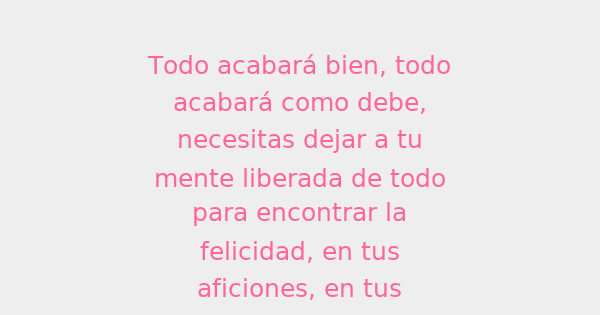 Todo acabará bien, todo
acabará como debe,
necesitas dejar a tu
mente liberada de todo
para encontrar la
felicidad, en tus
aficiones, en tus